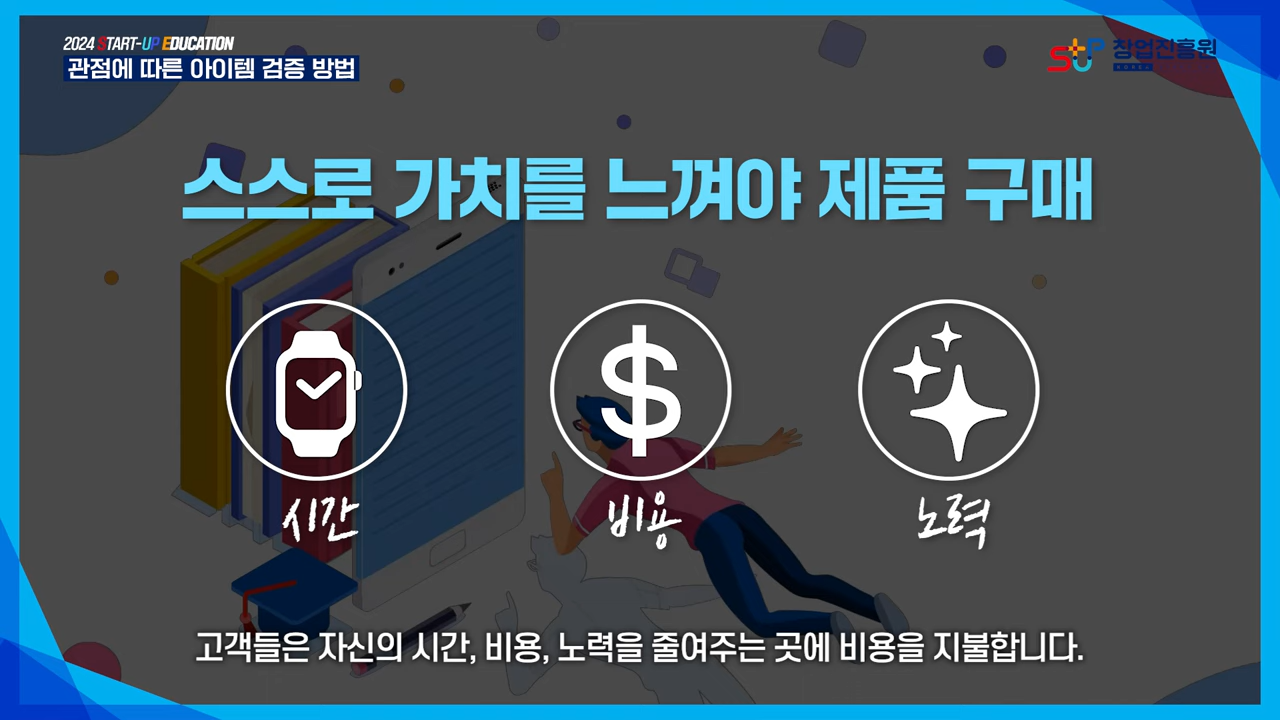 2024 START-UP EDUCATION
관점에 따른 아이템 검증 방법
창업진흥원
KOREA
스스로 가치를 느껴야 제품 구매
시간
비용
노력
고객들은 자신의 시간, 비용, 노력을 줄여주는 곳에 비용을 지불합니다.